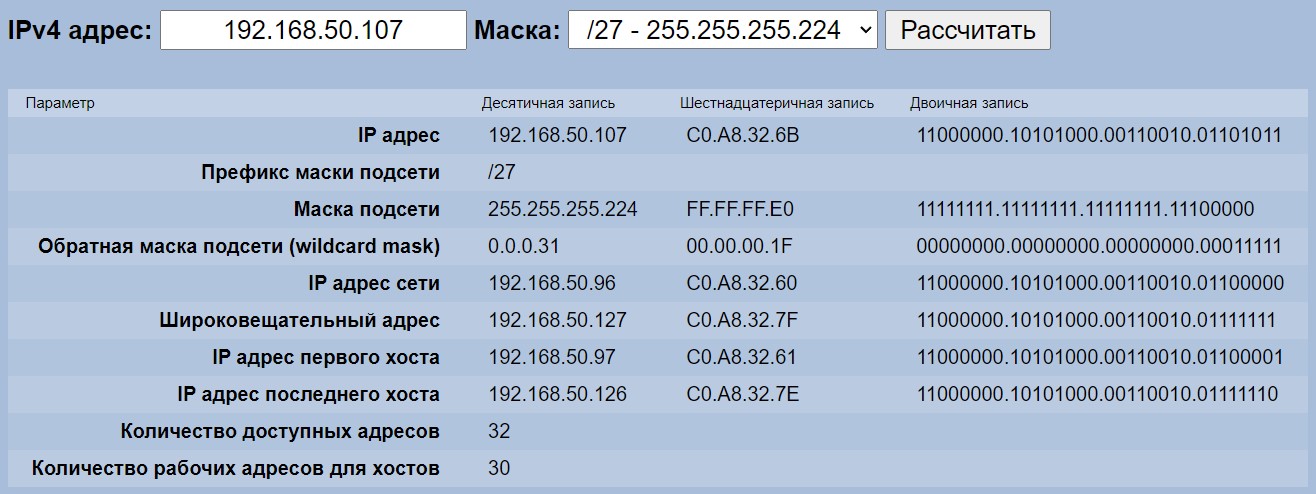 IPv4 адрес: 192.168.50.107 Маска: /27 - 255.255.255.224 Рассчитать
Параметр Десятичная запись Шестнадцатеричная запись Двоичная запись
IP адрес 192.168.50.107 C0.A8.32.6B 11000000.10101000.00110010.01101011
Префикс маски подсети /27
Маска подсети 255.255.255.224 FF.FF.FF.E0 11111111.11111111.11111111.11100000
Обратная маска подсети (wildcard mask) 0.0.0.31 00.00.00.1F 00000000.00000000.00000000.00011111
IP адрес сети 192.168.50.96 C0.A8.32.60 11000000.10101000.00110010.01100000
Широковещательный адрес 192.168.50.127 C0.A8.32.7F 11000000.10101000.00110010.01111111
IP адрес первого хоста 192.168.50.97 C0.A8.32.61 11000000.10101000.00110010.01100001
IP адрес последнего хоста 192.168.50.126 C0.A8.32.7E 11000000.10101000.00110010.01111110
Количество доступных адресов 32
Количество рабочих адресов для хостов 30